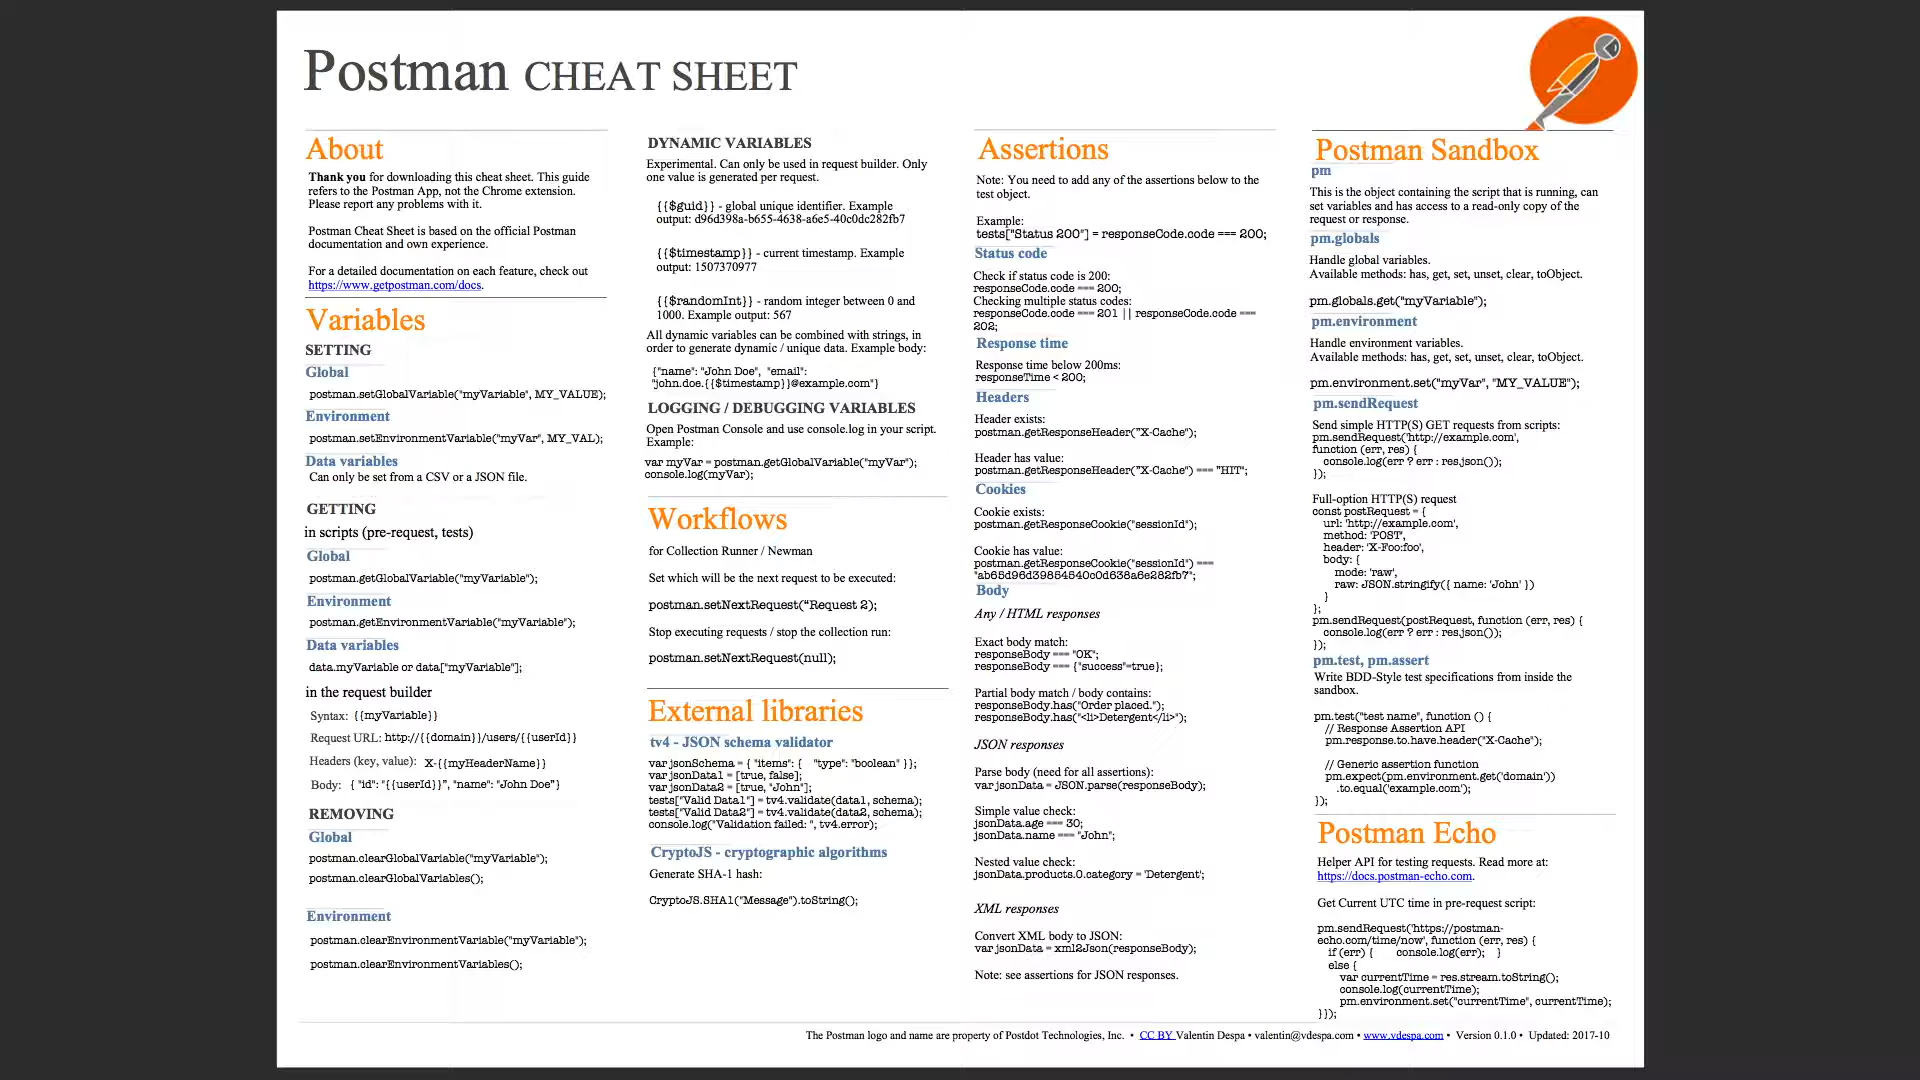 Postman CHEAT SHEET
About
Thank you for downloading this cheat sheet. This guide
refers to the Postman App, not the Chrome extension.
Please report any problems with it.
Postman Cheat Sheet is based on the official Postman
documentation and own experience.
For a detailed documentation on each feature, check out
https://www.getpostman.com/docs.
Variables
SETTING
Global
postman.setGlobalVariable("myVariable", MY_VALUE);
Environment
postman.setEnvironmentVariable("myVar", MY_VAL);
Data variables
Can only be set from a CSV or a JSON file.
GETTING
in scripts (pre-request, tests)
Global
postman.getGlobalVariable("myVariable");
Environment
postman.getEnvironmentVariable("myVariable");
Data variables
data.myVariable or data["myVariable"];
in the request builder
Syntax: {{myVariable}}
Request URL: http://{{domain}}/users/{{userId}}
Headers (key, value): X-{{myHeaderName}}
Body: { "id": "{{userId}}", "name": "John Doe"}
REMOVING
Global
postman.clearGlobalVariable("myVariable");
postman.clearGlobalVariables();
Environment
postman.clearEnvironmentVariable("myVariable");
postman.clearEnvironmentVariables();
DYNAMIC VARIABLES
Experimental. Can only be used in request builder. Only
one value is generated per request.
{{$guid}} - global unique identifier. Example
output: d96d398a-b655-4638-a6e5-40c0dc282fb7
{{$timestamp}} - current timestamp. Example
output: 1507370977
{{$randomInt}} - random integer between 0 and
1000. Example output: 567
All dynamic variables can be combined with strings, in
order to generate dynamic / unique data. Example body:
{"name": "John Doe", "email":
"john.doe.{{$timestamp}}@example.com"}
LOGGING / DEBUGGING VARIABLES
Open Postman Console and use console.log in your script.
Example:
var myVar = postman.getGlobalVariable("myVar");
console.log(myVar);
Workflows
for Collection Runner / Newman
Set which will be the next request to be executed:
postman.setNextRequest("Request 2);
Stop executing requests / stop the collection run:
postman.setNextRequest(null);
External libraries
tv4 - JSON schema validator
var jsonSchema = { "items": { "type": "boolean" }};
var jsonData1 = [true, false];
var jsonData2 = [true, "John"];
tests["Valid Data1"] = tv4.validate(data1, schema);
tests["Valid Data2"] = tv4.validate(data2, schema);
console.log("Validation failed: ", tv4.error);
CryptoJS - cryptographic algorithms
Generate SHA-1 hash:
CryptoJS.SHA1("Message").toString();
Assertions
Note: You need to add any of the assertions below to the
test object.
Example:
tests["Status 200"] = responseCode.code === 200;
Status code
Check if status code is 200:
responseCode.code === 200;
Checking multiple status codes:
responseCode.code === 201 || responseCode.code ===
202;
Response time
Response time below 200ms:
responseTime < 200;
Headers
Header exists:
postman.getResponseHeader("X-Cache");
Header has value:
postman.getResponseHeader("X-Cache") === "HIT";
Cookies
Cookie exists:
postman.getResponseCookie("sessionId");
Cookie has value:
postman.getResponseCookie("sessionId") ===
"ab65d96d39854540c0d638a6e282fb7";
Body
Any / HTML responses
Exact body match:
responseBody === "OK";
responseBody === {"success"=true};
Partial body match / body contains:
responseBody.has("Order placed.");
responseBody.has("<li>Detergent</li>");
JSON responses
Parse body (need for all assertions):
var jsonData = JSON.parse(responseBody);
Simple value check:
jsonData.age === 30;
jsonData.name === "John";
Nested value check:
jsonData.products.0.category = 'Detergent';
XML responses
Convert XML body to JSON:
var jsonData = xml2Json(responseBody);
Note: see assertions for JSON responses.
Postman Sandbox
pm
This is the object containing the script that is running, can
set variables and has access to a read-only copy of the
request or response.
pm.globals
Handle global variables.
Available methods: has, get, set, unset, clear, toObject.
pm.globals.get("myVariable");
pm.environment
Handle environment variables.
Available methods: has, get, set, unset, clear, toObject.
pm.environment.set("myVar", "MY_VALUE");
pm.sendRequest
Send simple HTTP(S) GET requests from scripts:
pm.sendRequest('http://example.com',
function (err, res) {
console.log(err ? err : res.json());
});
Full-option HTTP(S) request
const postRequest = {
url: 'http://example.com',
method: 'POST',
header: 'X-Foo:foo',
body: {
mode: 'raw',
raw: JSON.stringify({ name: 'John' })
}
};
pm.sendRequest(postRequest, function (err, res) {
console.log(err ? err : res.json());
});
pm.test, pm.assert
Write BDD-Style test specifications from inside the
sandbox.
pm.test("test name", function () {
// Response Assertion API
pm.response.to.have.header("X-Cache");
// Generic assertion function
pm.expect(pm.environment.get('domain'))
.to.equal('example.com');
});
Postman Echo
Helper API for testing requests. Read more at:
https://docs.postman-echo.com.
Get Current UTC time in pre-request script:
pm.sendRequest('https://postman-
echo.com/time/now', function (err, res) {
if (err) { console.log(err); }
else {
var currentTime = res.stream.toString();
console.log(currentTime);
pm.environment.set("currentTime", currentTime);
}});
The Postman logo and name are property of Postdot Technologies, Inc. • CC BY Valentin Despa • valentin@vdespa.com • www.vdespa.com • Version 0.1.0 • Updated: 2017-10